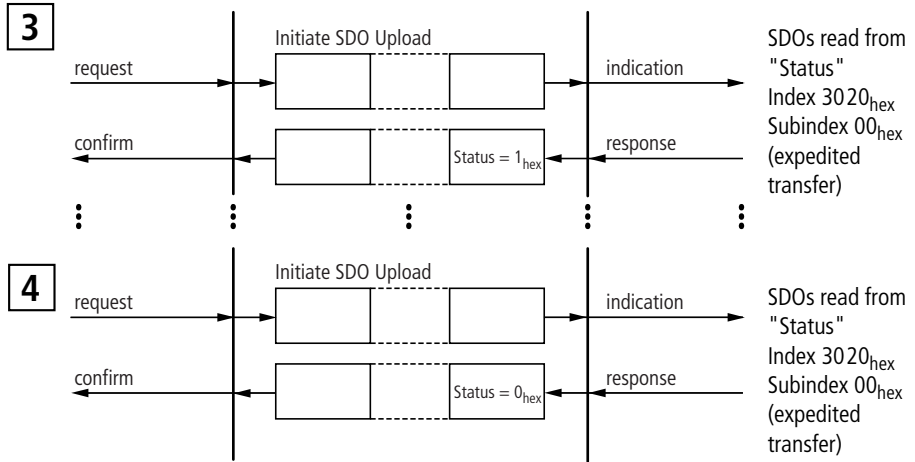 3
Initiate SDO Upload
request
indication
confirm
Status = 1hex
response
SDOs read from
"Status"
Index 3020hex
Subindex 00hex
(expedited
transfer)
4
Initiate SDO Upload
request
indication
confirm
Status = 0hex
response
SDOs read from
"Status"
Index 3020hex
Subindex 00hex
(expedited
transfer)